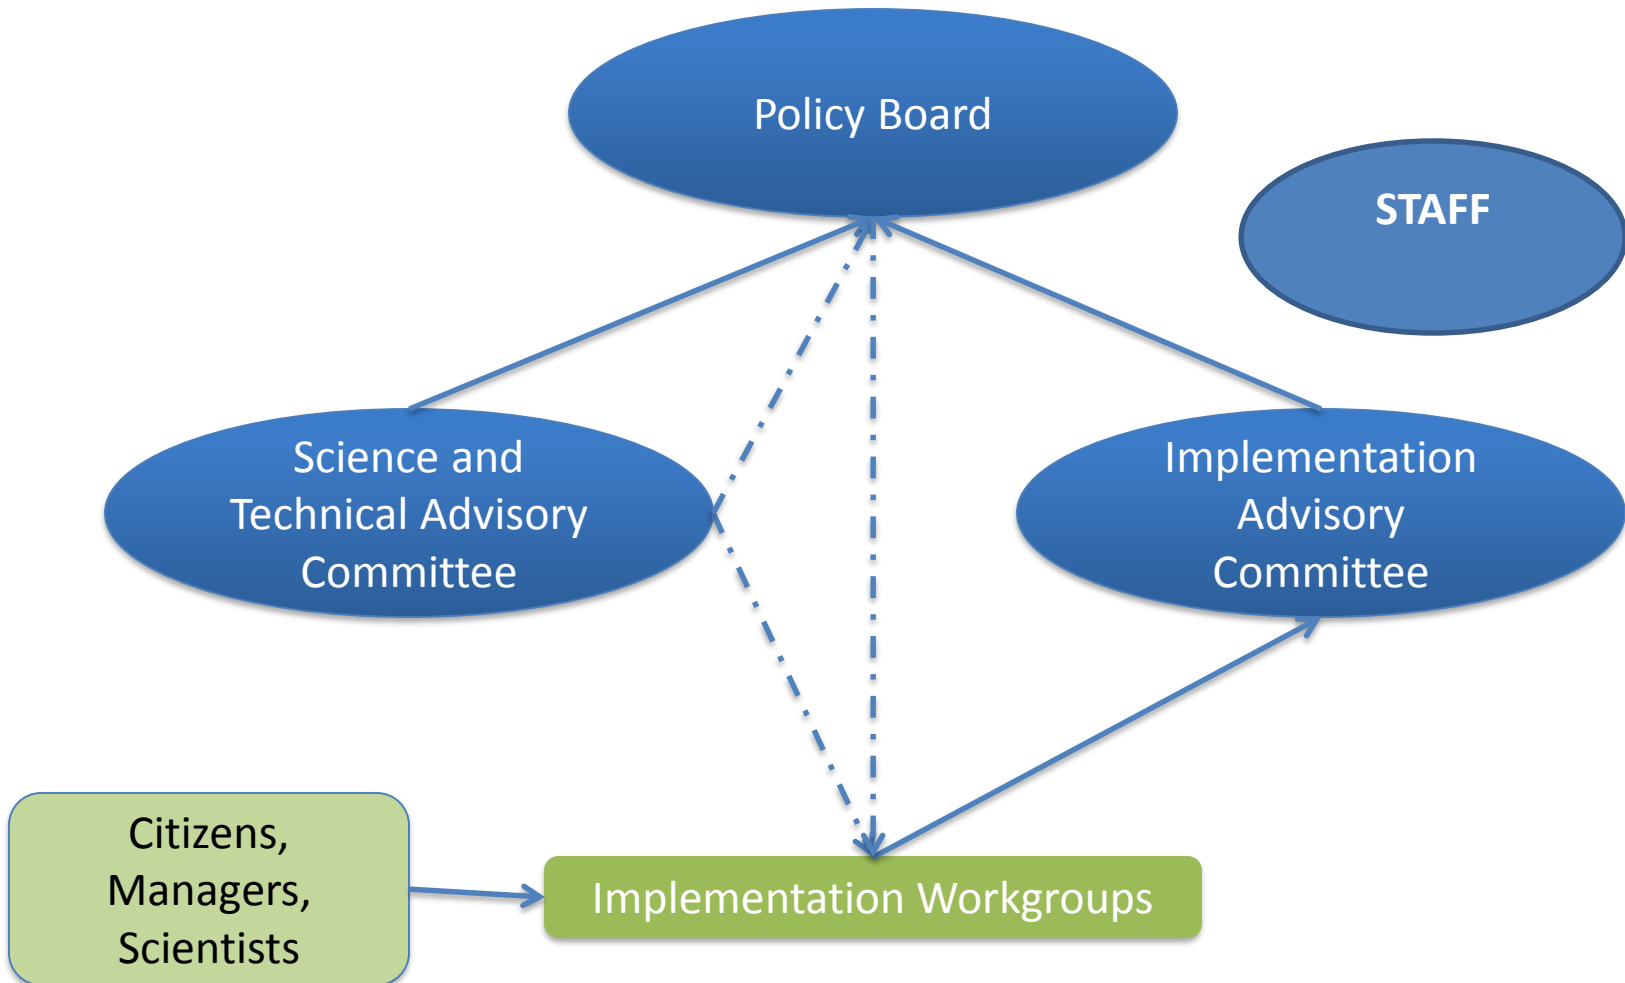 Policy Board
STAFF
Science and
Technical Advisory
Committee
Implementation
Advisory
Committee
Citizens,
Managers,
Scientists
Implementation Workgroups